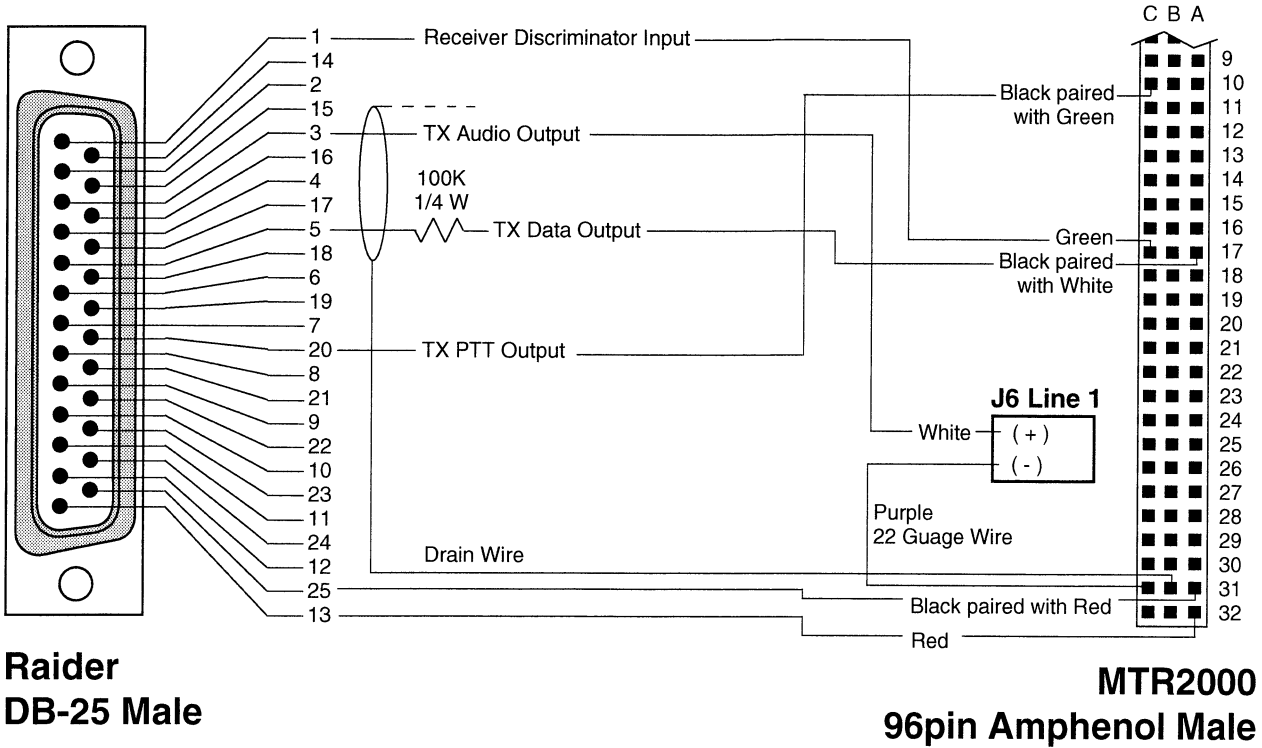 C B A
1 Receiver Discriminator Input
14
2
15
3 TX Audio Output
16
4
100K
1/4 W
17
5 TX Data Output
18
6
19
7
20 TX PTT Output
8
21
9
22
10
23
11
24
12
25
13
Drain Wire
Black paired
with Green
Green
Black paired
with White
J6 Line 1
White
( + )
( - )
Purple
22 Guage Wire
Black paired with Red
Red
9
10
11
12
13
14
15
16
17
18
19
20
21
22
23
24
25
26
27
28
29
30
31
32
Raider
DB-25 Male
MTR2000
96pin Amphenol Male